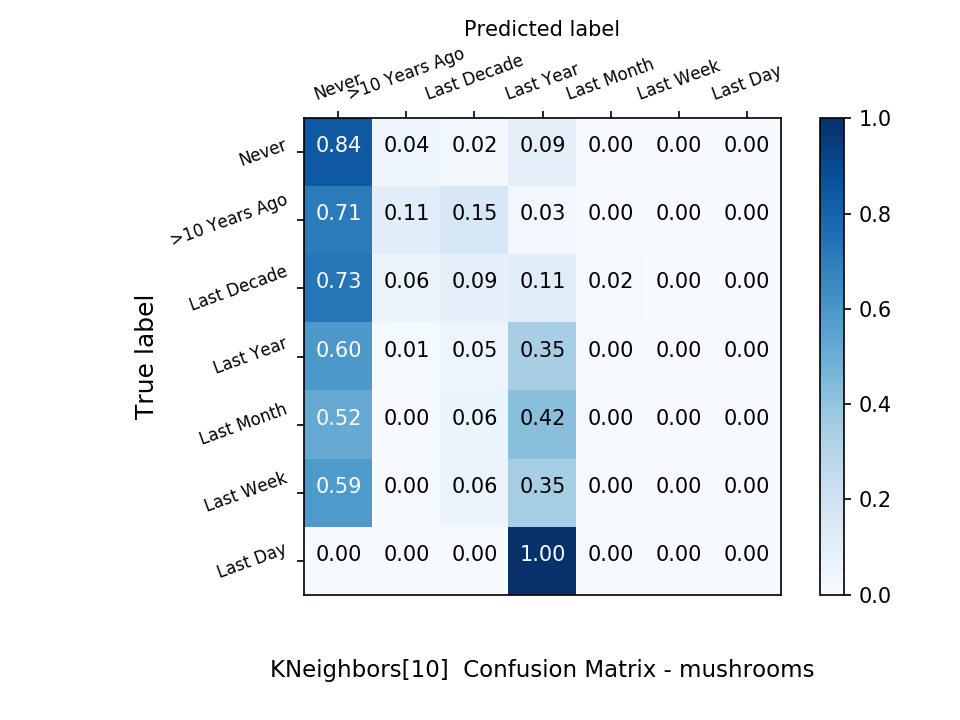 Predicted label
Never >10 Years Ago Last Decade Last Year Last Month Last Week Last Day
Never 0.84 0.04 0.02 0.09 0.00 0.00 0.00
>10 Years Ago 0.71 0.11 0.15 0.03 0.00 0.00 0.00
Last Decade 0.73 0.06 0.09 0.11 0.02 0.00 0.00
Last Year 0.60 0.01 0.05 0.35 0.00 0.00 0.00
Last Month 0.52 0.00 0.06 0.42 0.00 0.00 0.00
Last Week 0.59 0.00 0.06 0.35 0.00 0.00 0.00
Last Day 0.00 0.00 0.00 1.00 0.00 0.00 0.00
True label
1.0
0.8
0.6
0.4
0.2
0.0
KNeighbors[10]  Confusion Matrix - mushrooms